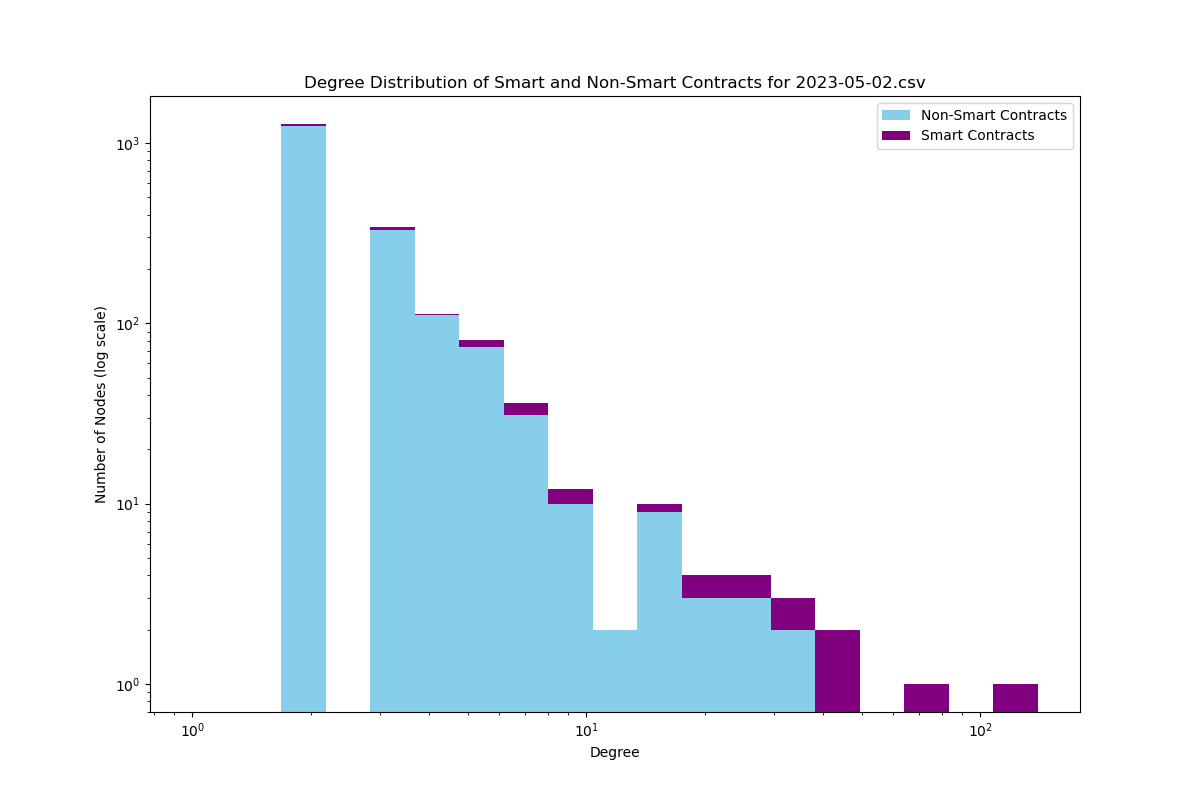 Degree Distribution of Smart and Non-Smart Contracts for 2023-05-02.csv
Non-Smart Contracts
Smart Contracts
Number of Nodes (log scale)
10³
10²
10¹
10⁰
10⁰ 10¹ 10²
Degree